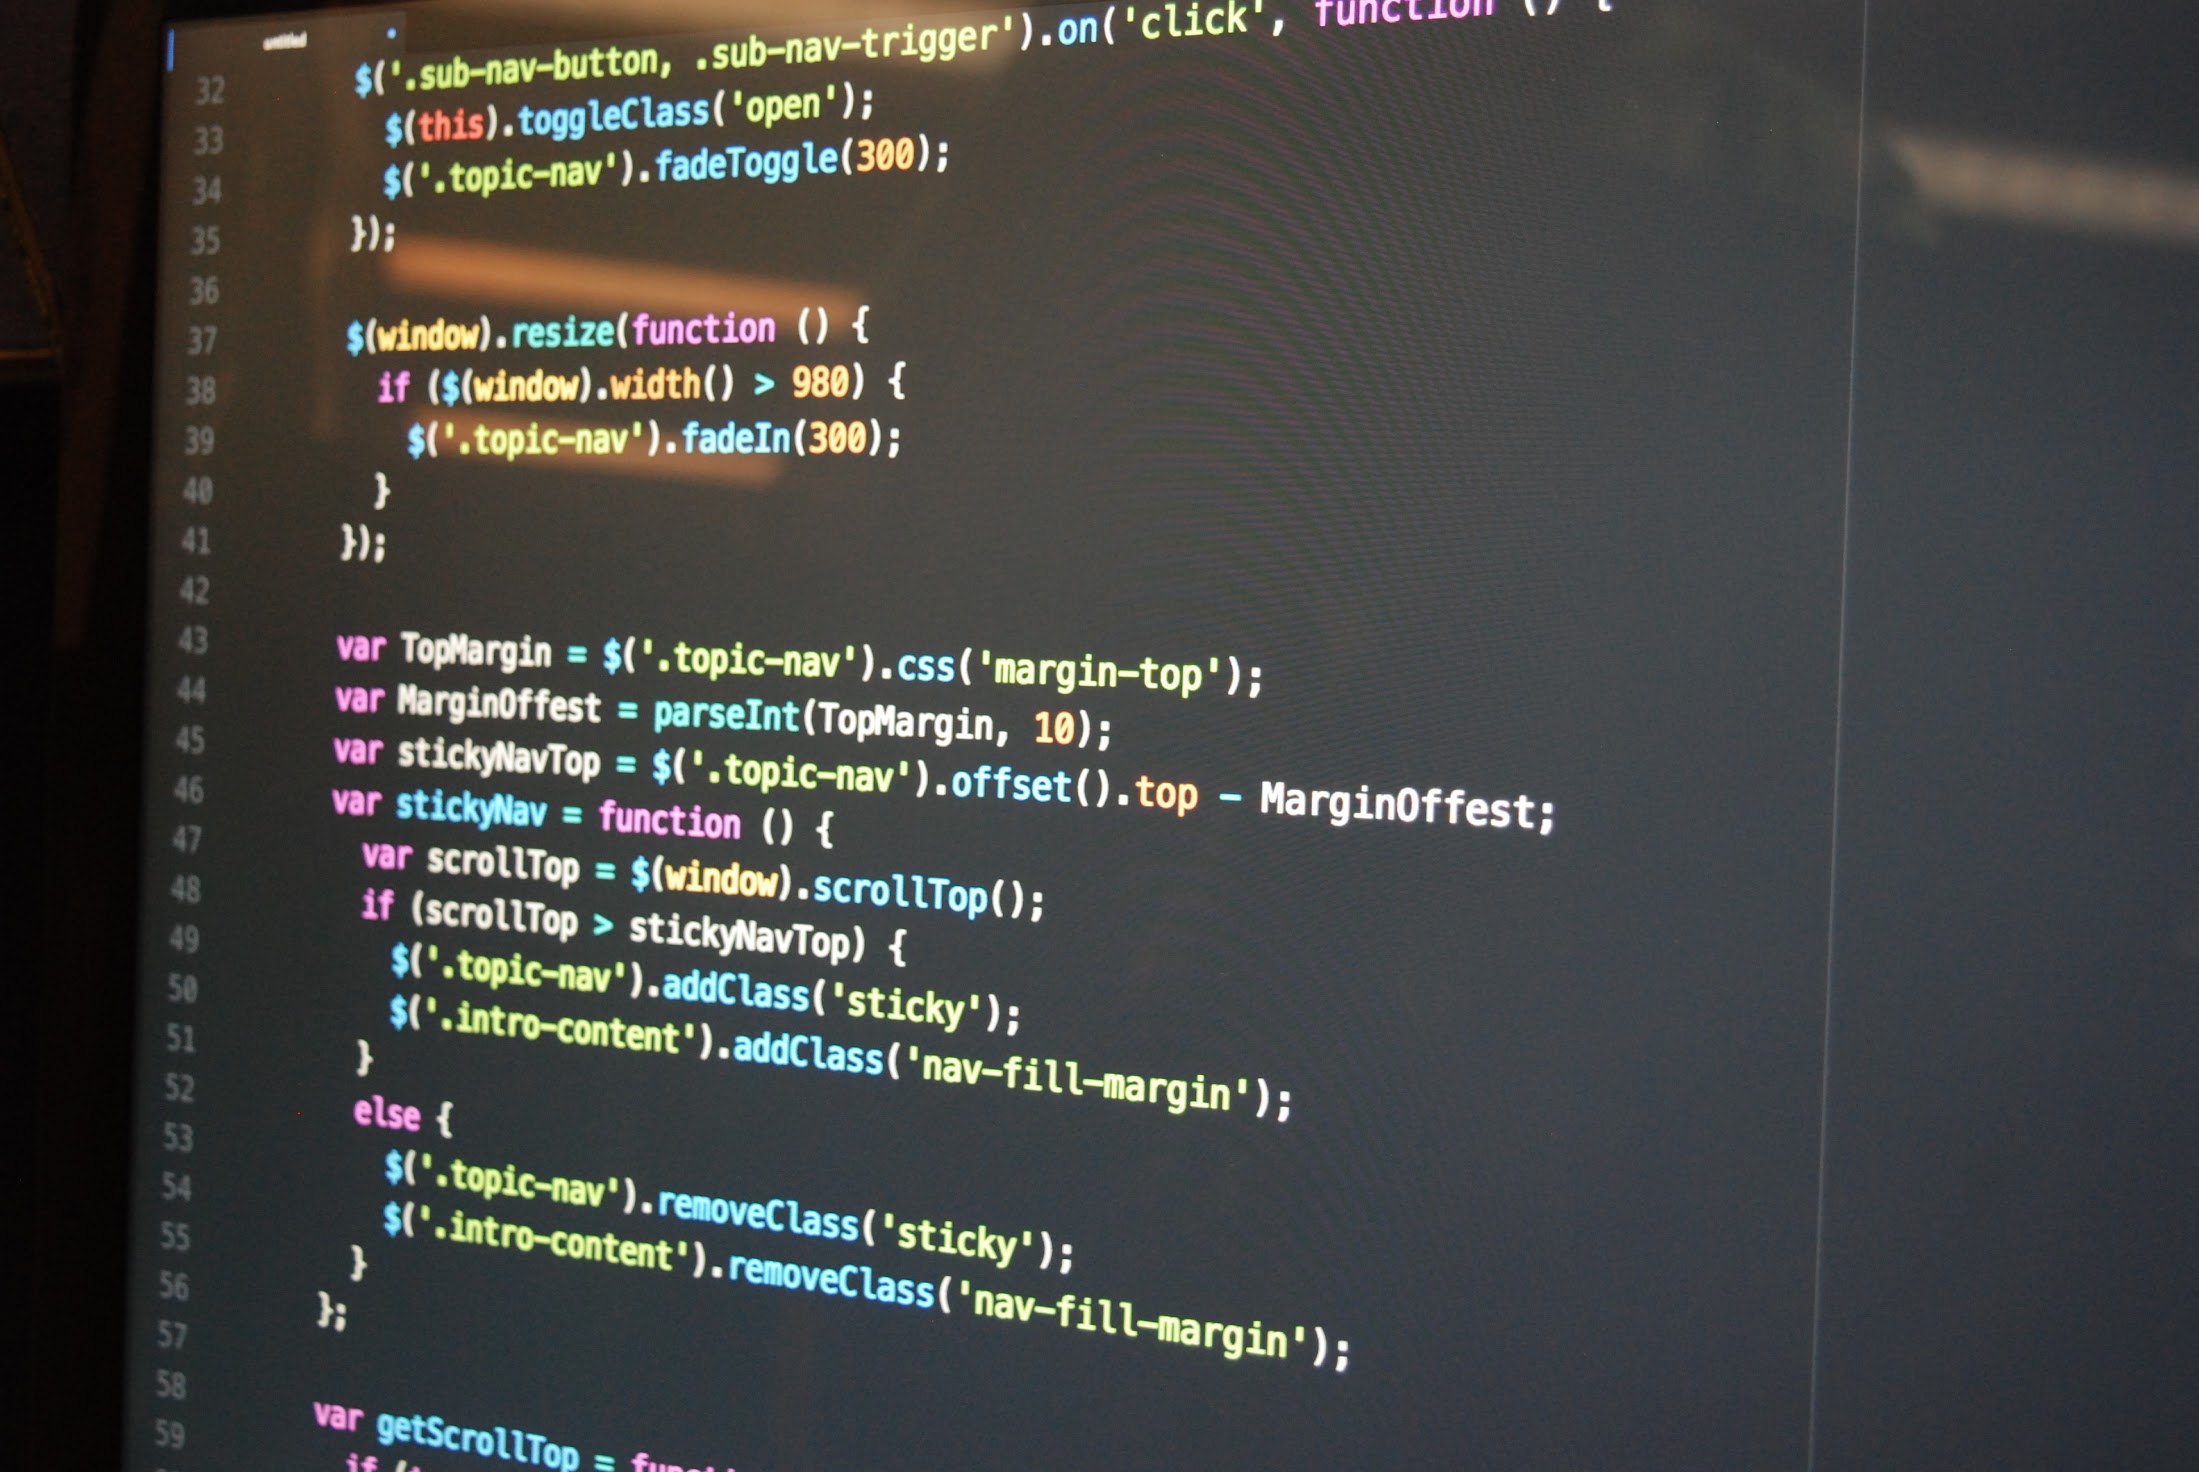 untitled
32 $('.sub-nav-button, .sub-nav-trigger').on('click', function () {
33 $(this).toggleClass('open');
34 $('.topic-nav').fadeToggle(300);
35 });
36
37 $(window).resize(function () {
38 if ($(window).width() > 980) {
39 $('.topic-nav').fadeIn(300);
40 }
41 });
42
43 var TopMargin = $('.topic-nav').css('margin-top');
44 var MarginOffest = parseInt(TopMargin, 10);
45 var stickyNavTop = $('.topic-nav').offset().top - MarginOffest;
46 var stickyNav = function () {
47 var scrollTop = $(window).scrollTop();
48 if (scrollTop > stickyNavTop) {
49 $('.topic-nav').addClass('sticky');
50 $('.intro-content').addClass('nav-fill-margin');
51 }
52 else {
53 $('.topic-nav').removeClass('sticky');
54 $('.intro-content').removeClass('nav-fill-margin');
55 }
56 };
57
58 var getScrollTop =
59 if (